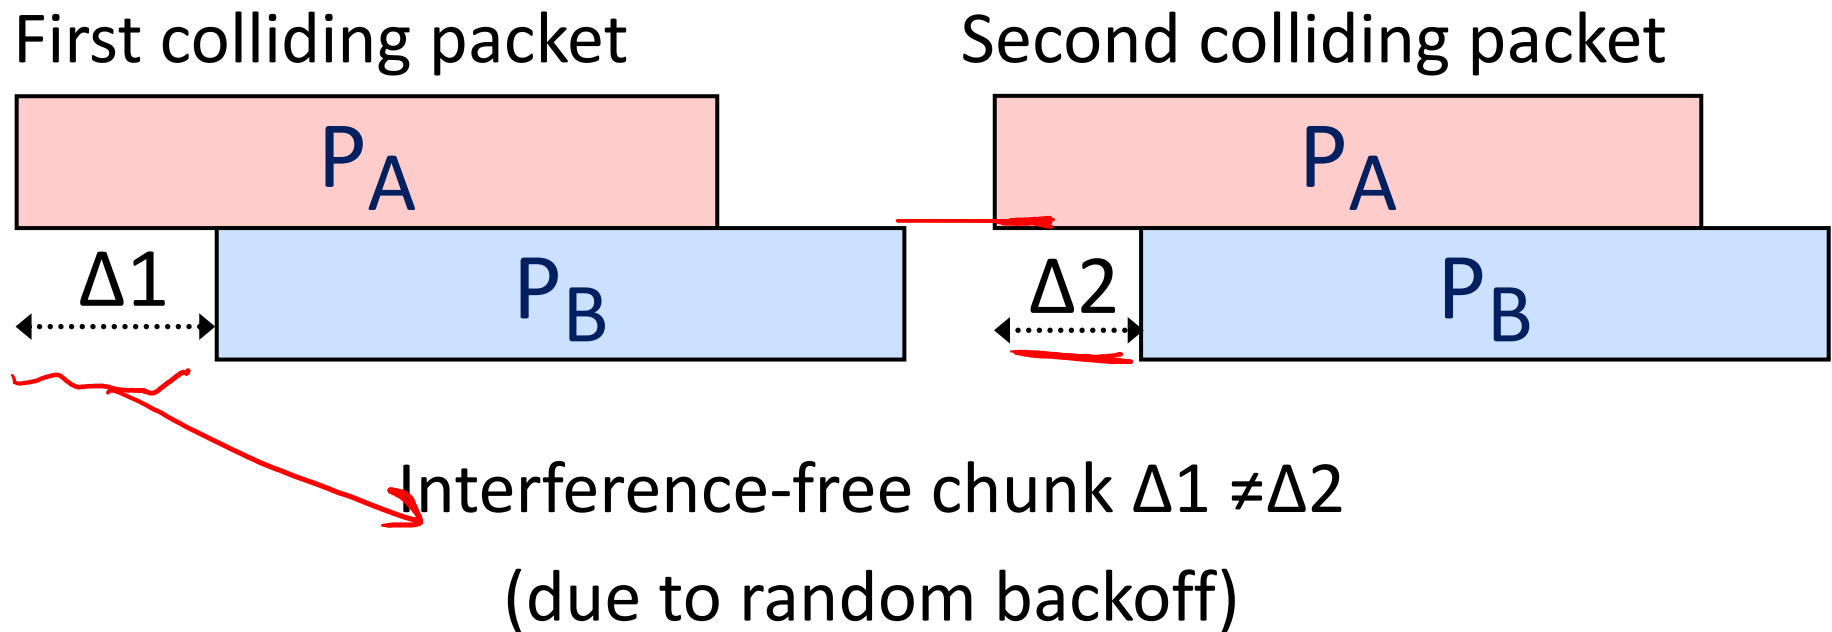 First colliding packet
Second colliding packet
PA
PA
Δ1
PB
Δ2
PB
Interference-free chunk Δ1 ≠Δ2
(due to random backoff)